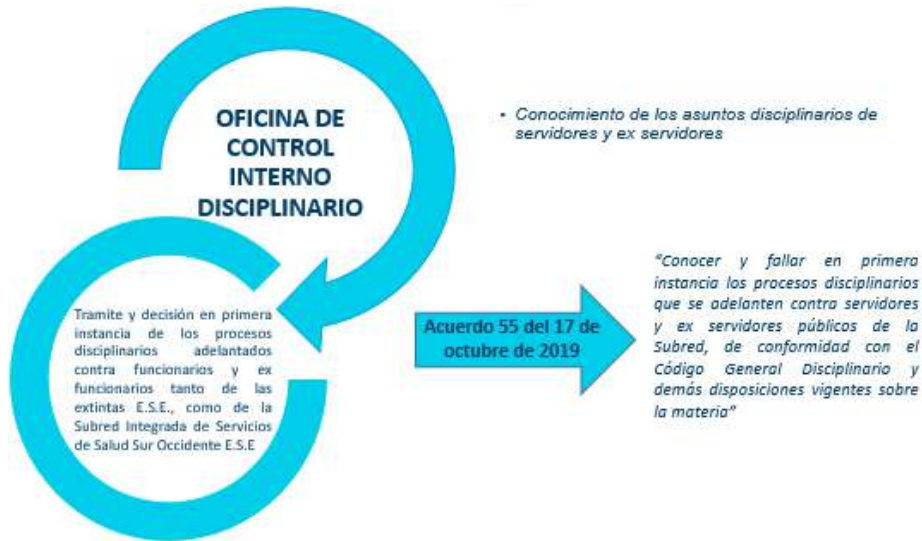 OFICINA DE
CONTROL
INTERNO
DISCIPLINARIO
• Conocimiento de los asuntos disciplinarios de
servidores y ex servidores
Tramite y decisión en primera
instancia de los procesos
disciplinarios adelantados
contra funcionarios y ex
funcionarios tanto de las
extintas E.S.E., como de la
Subred Integrada de Servicios
de Salud Sur Occidente E.S.E
Acuerdo 55 del 17 de
octubre de 2019
“Conocer y fallar en primera
instancia los procesos disciplinarios
que se adelanten contra servidores
y ex servidores públicos de la
Subred, de conformidad con el
Código General Disciplinario y
demás disposiciones vigentes sobre
la materia”